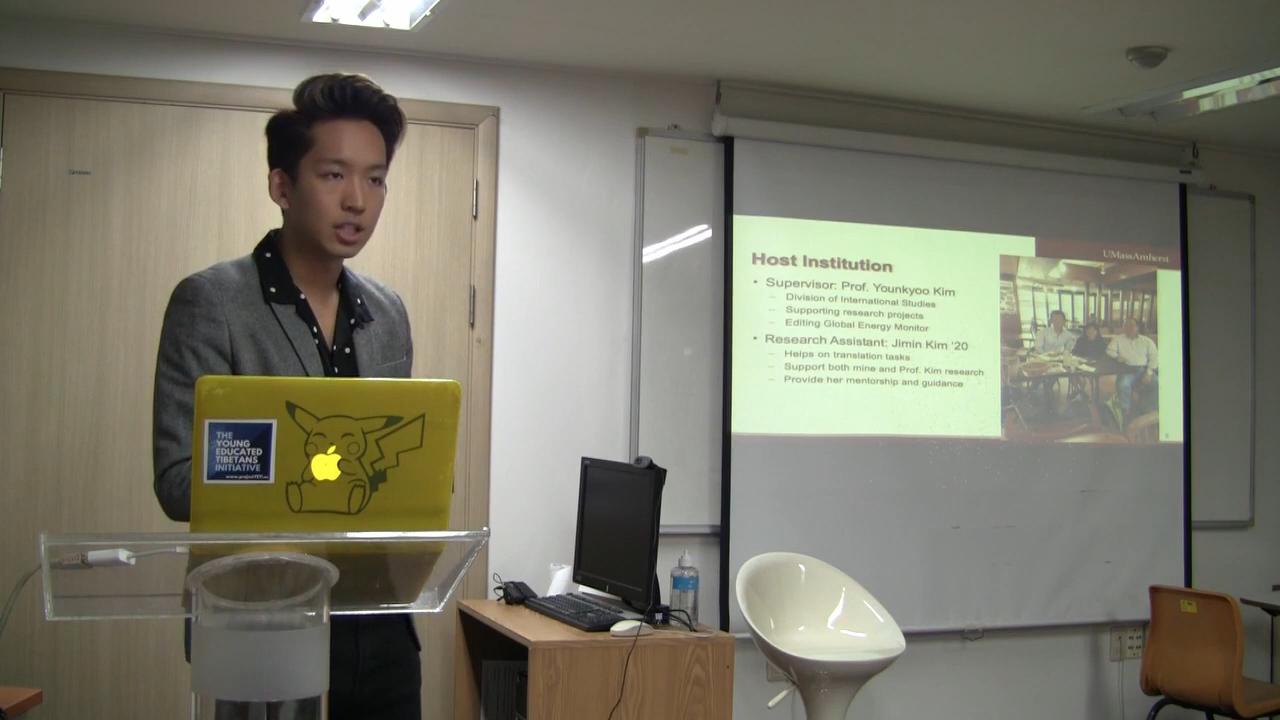 THE
YOUNG
EDUCATED
TIBETANS
INITIATIVE
Host Institution
UMassAmherst
• Supervisor: Prof. Younkyoo Kim
– Division of International Studies
– Supporting research projects
– Editing Global Energy Monitor
• Research Assistant: Jimin Kim '20
– Helps on translation tasks
– Support both mine and Prof. Kim research
– Provide her mentorship and guidance